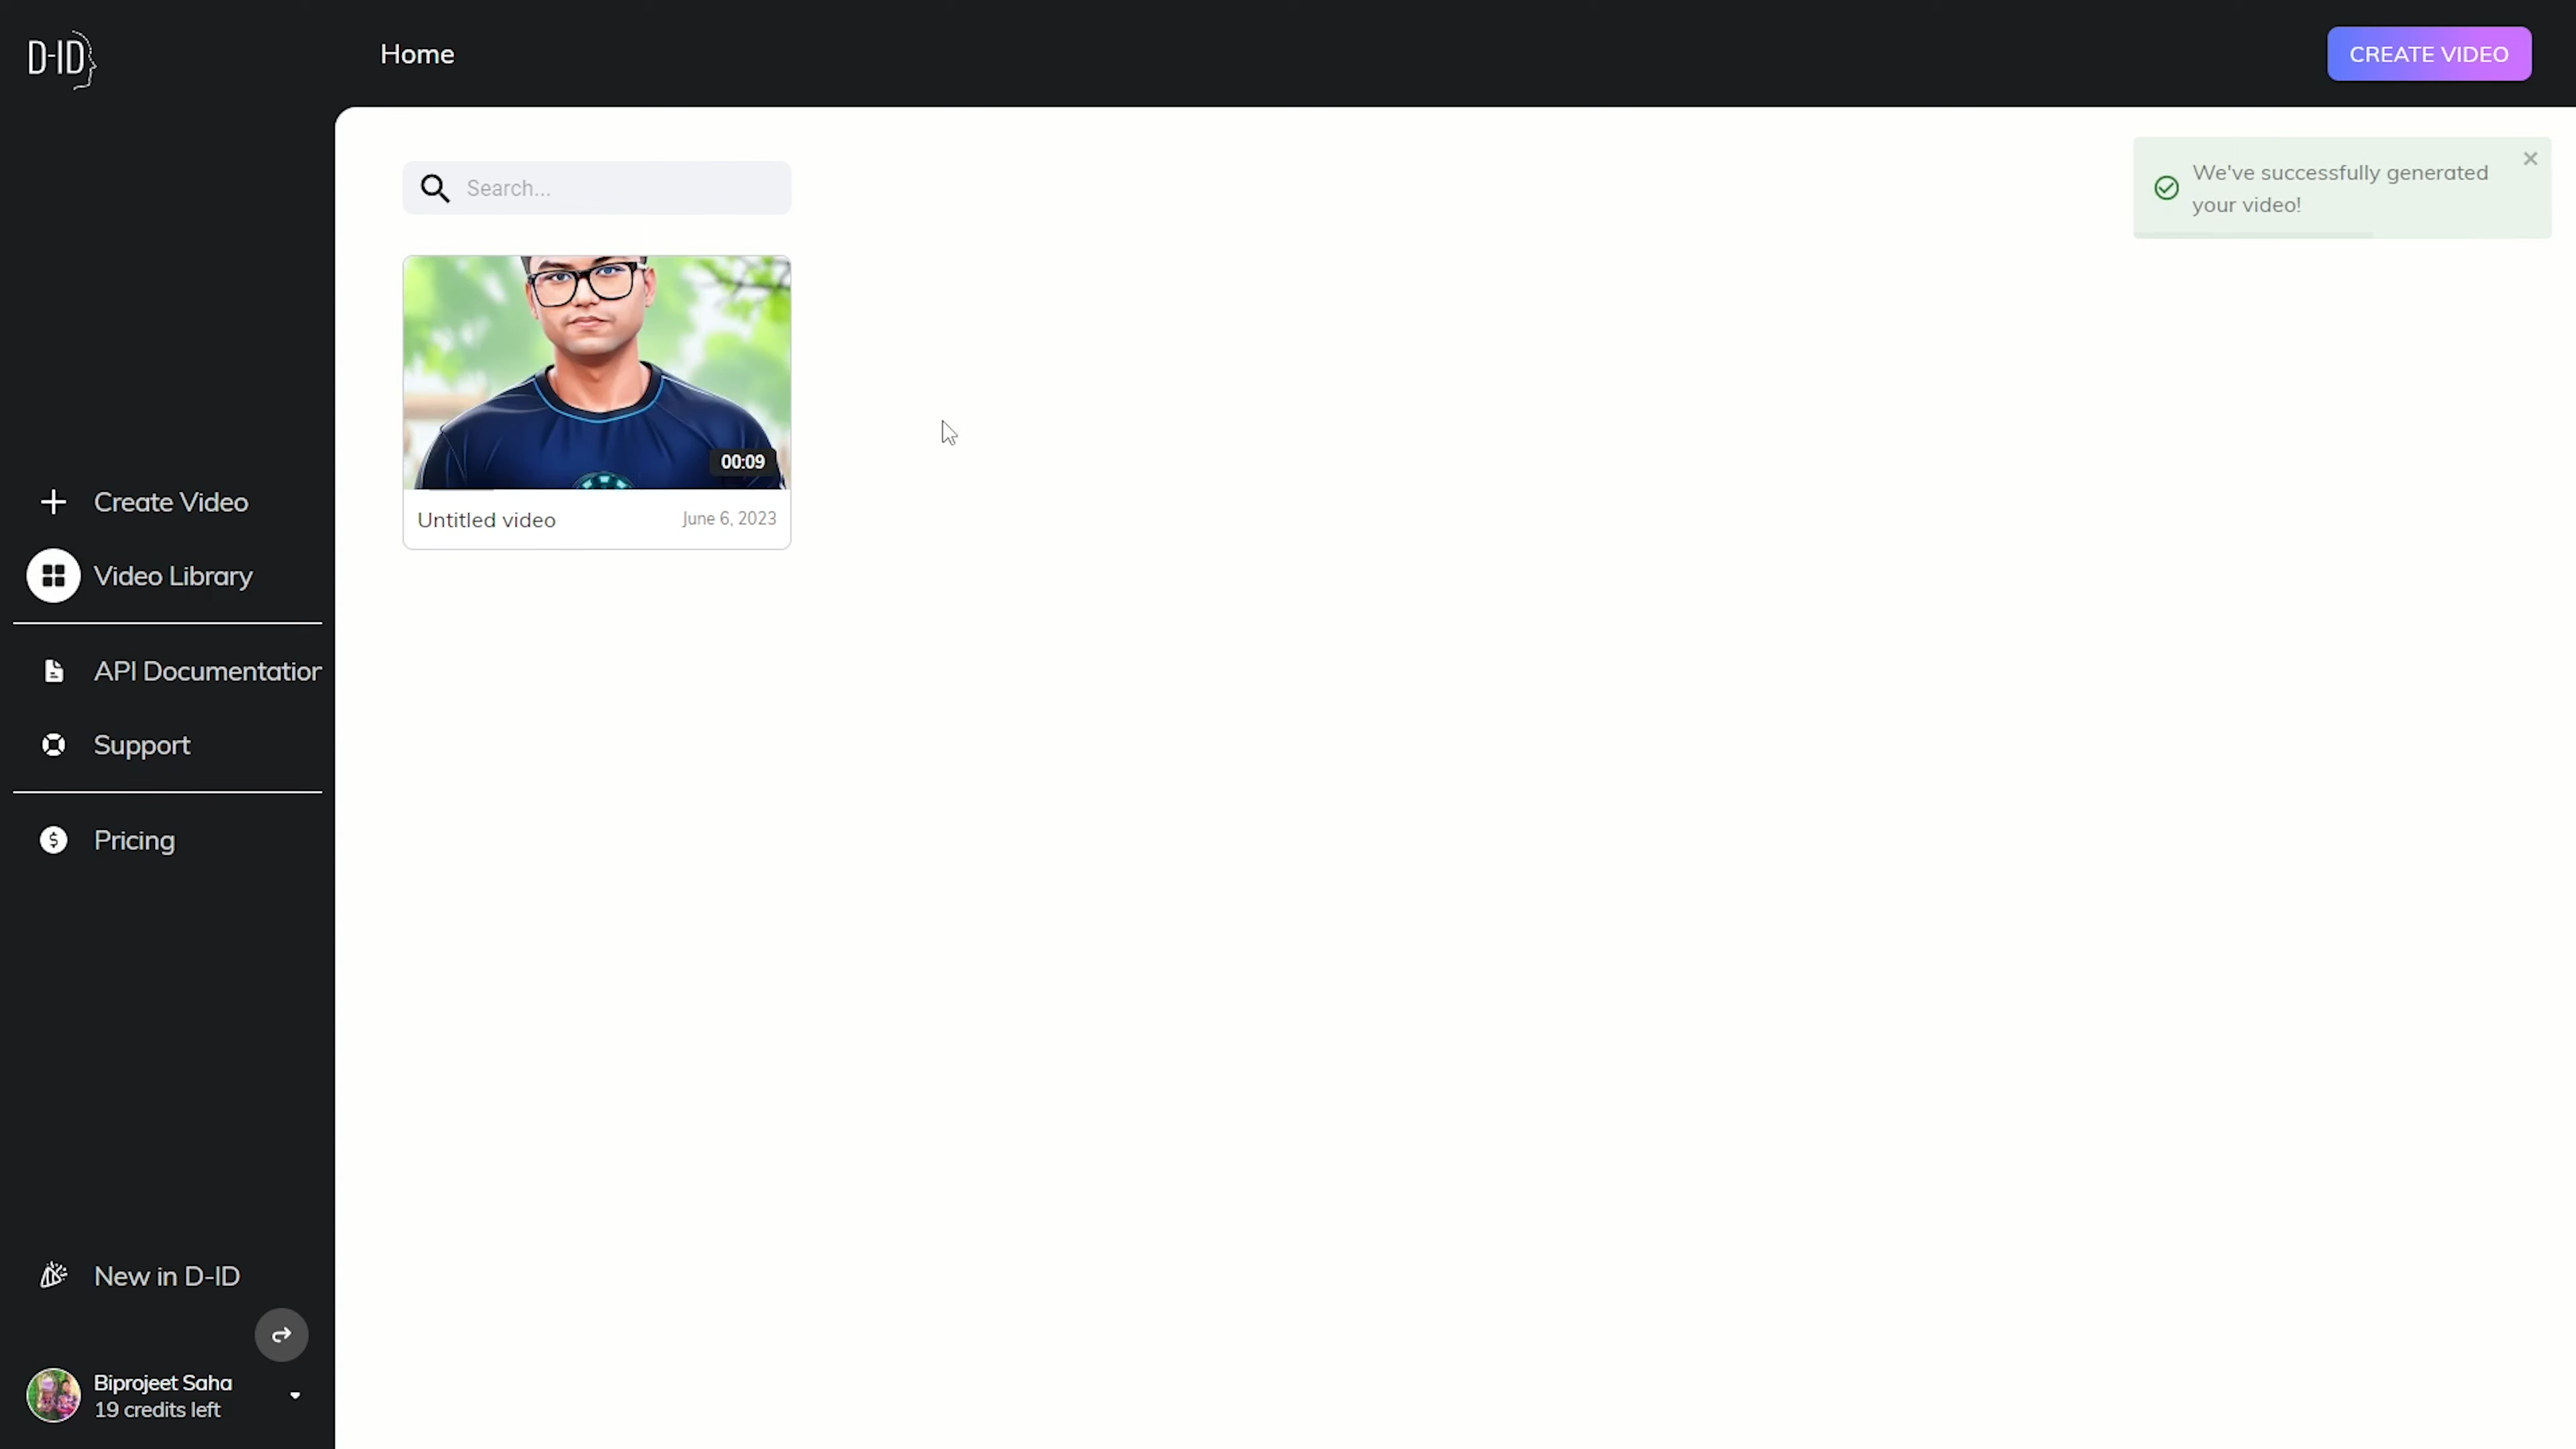 D-ID
Home
CREATE VIDEO
Search...
We've successfully generated
your video!
00:09
Untitled video
June 6, 2023
Create Video
Video Library
API Documentation
Support
Pricing
New in D-ID
Biprojeet Saha
19 credits left